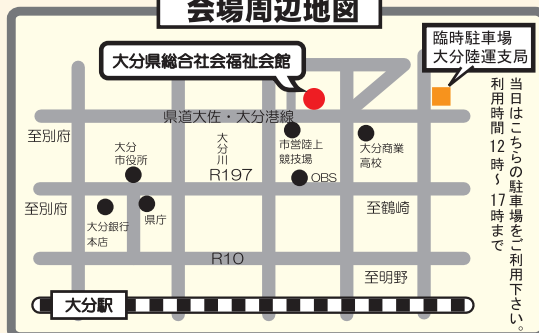 会場周辺地図
臨時駐車場
大分陸運支局
大分県総合社会福祉会館
当日はこちらの駐車場をご利用下さい。
利用時間12時〜17時まで
県道大佐・大分港線
至別府
大分
市役所
大分川
市営陸上
競技場
大分商業
高校
R197
OBS
至別府
大分銀行
本店
県庁
至鶴崎
R10
至明野
大分駅